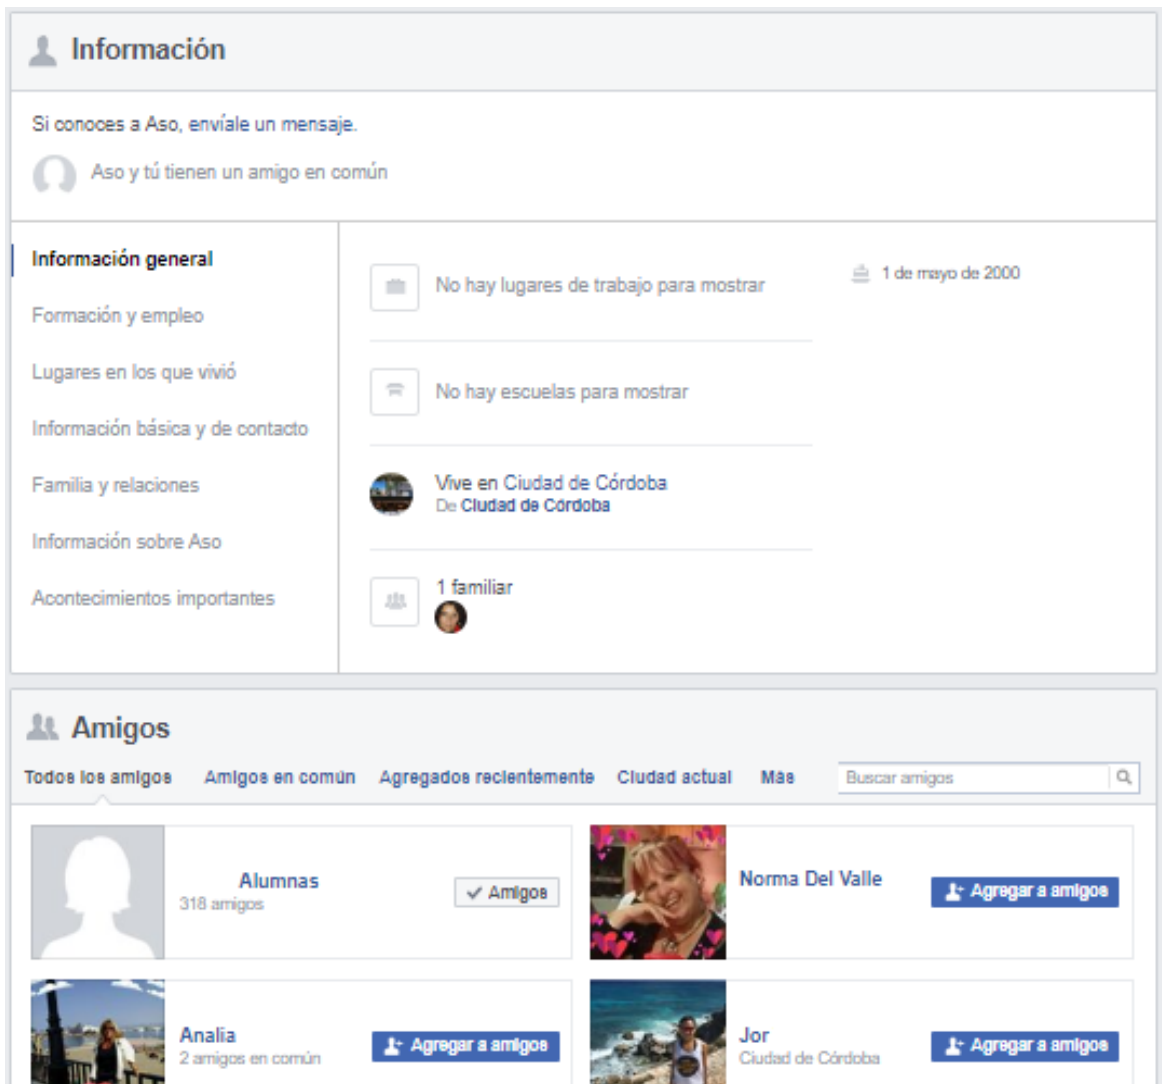 Información
Si conoces a Aso, envíale un mensaje.
Aso y tú tienen un amigo en común
Información general
Formación y empleo
Lugares en los que vivió
Información básica y de contacto
Familia y relaciones
Información sobre Aso
Acontecimientos importantes
No hay lugares de trabajo para mostrar
No hay escuelas para mostrar
Vive en Ciudad de Córdoba
De Ciudad de Córdoba
1 familiar
1 de mayo de 2000
Amigos
Todos los amigos Amigos en común Agregados recientemente Ciudad actual Más Buscar amigos
Alumnas
318 amigos
Amigos
Norma Del Valle
Agregar a amigos
Analia
2 amigos en común
Agregar a amigos
Jor
Ciudad de Córdoba
Agregar a amigos